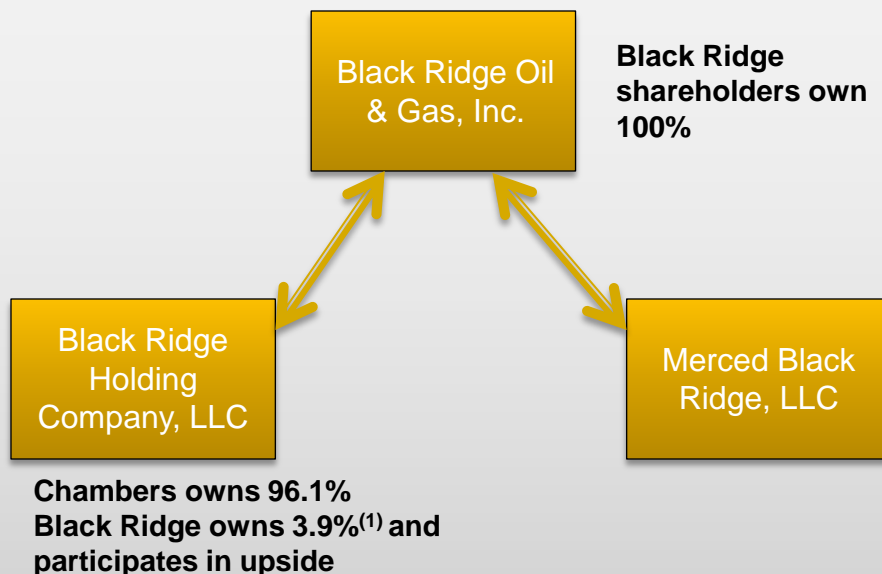 Black Ridge Oil
& Gas, Inc.
Black Ridge
shareholders own
100%
Black Ridge
Holding
Company, LLC
Merced Black
Ridge, LLC
Chambers owns 96.1%
Black Ridge owns 3.9%(1) and
participates in upside